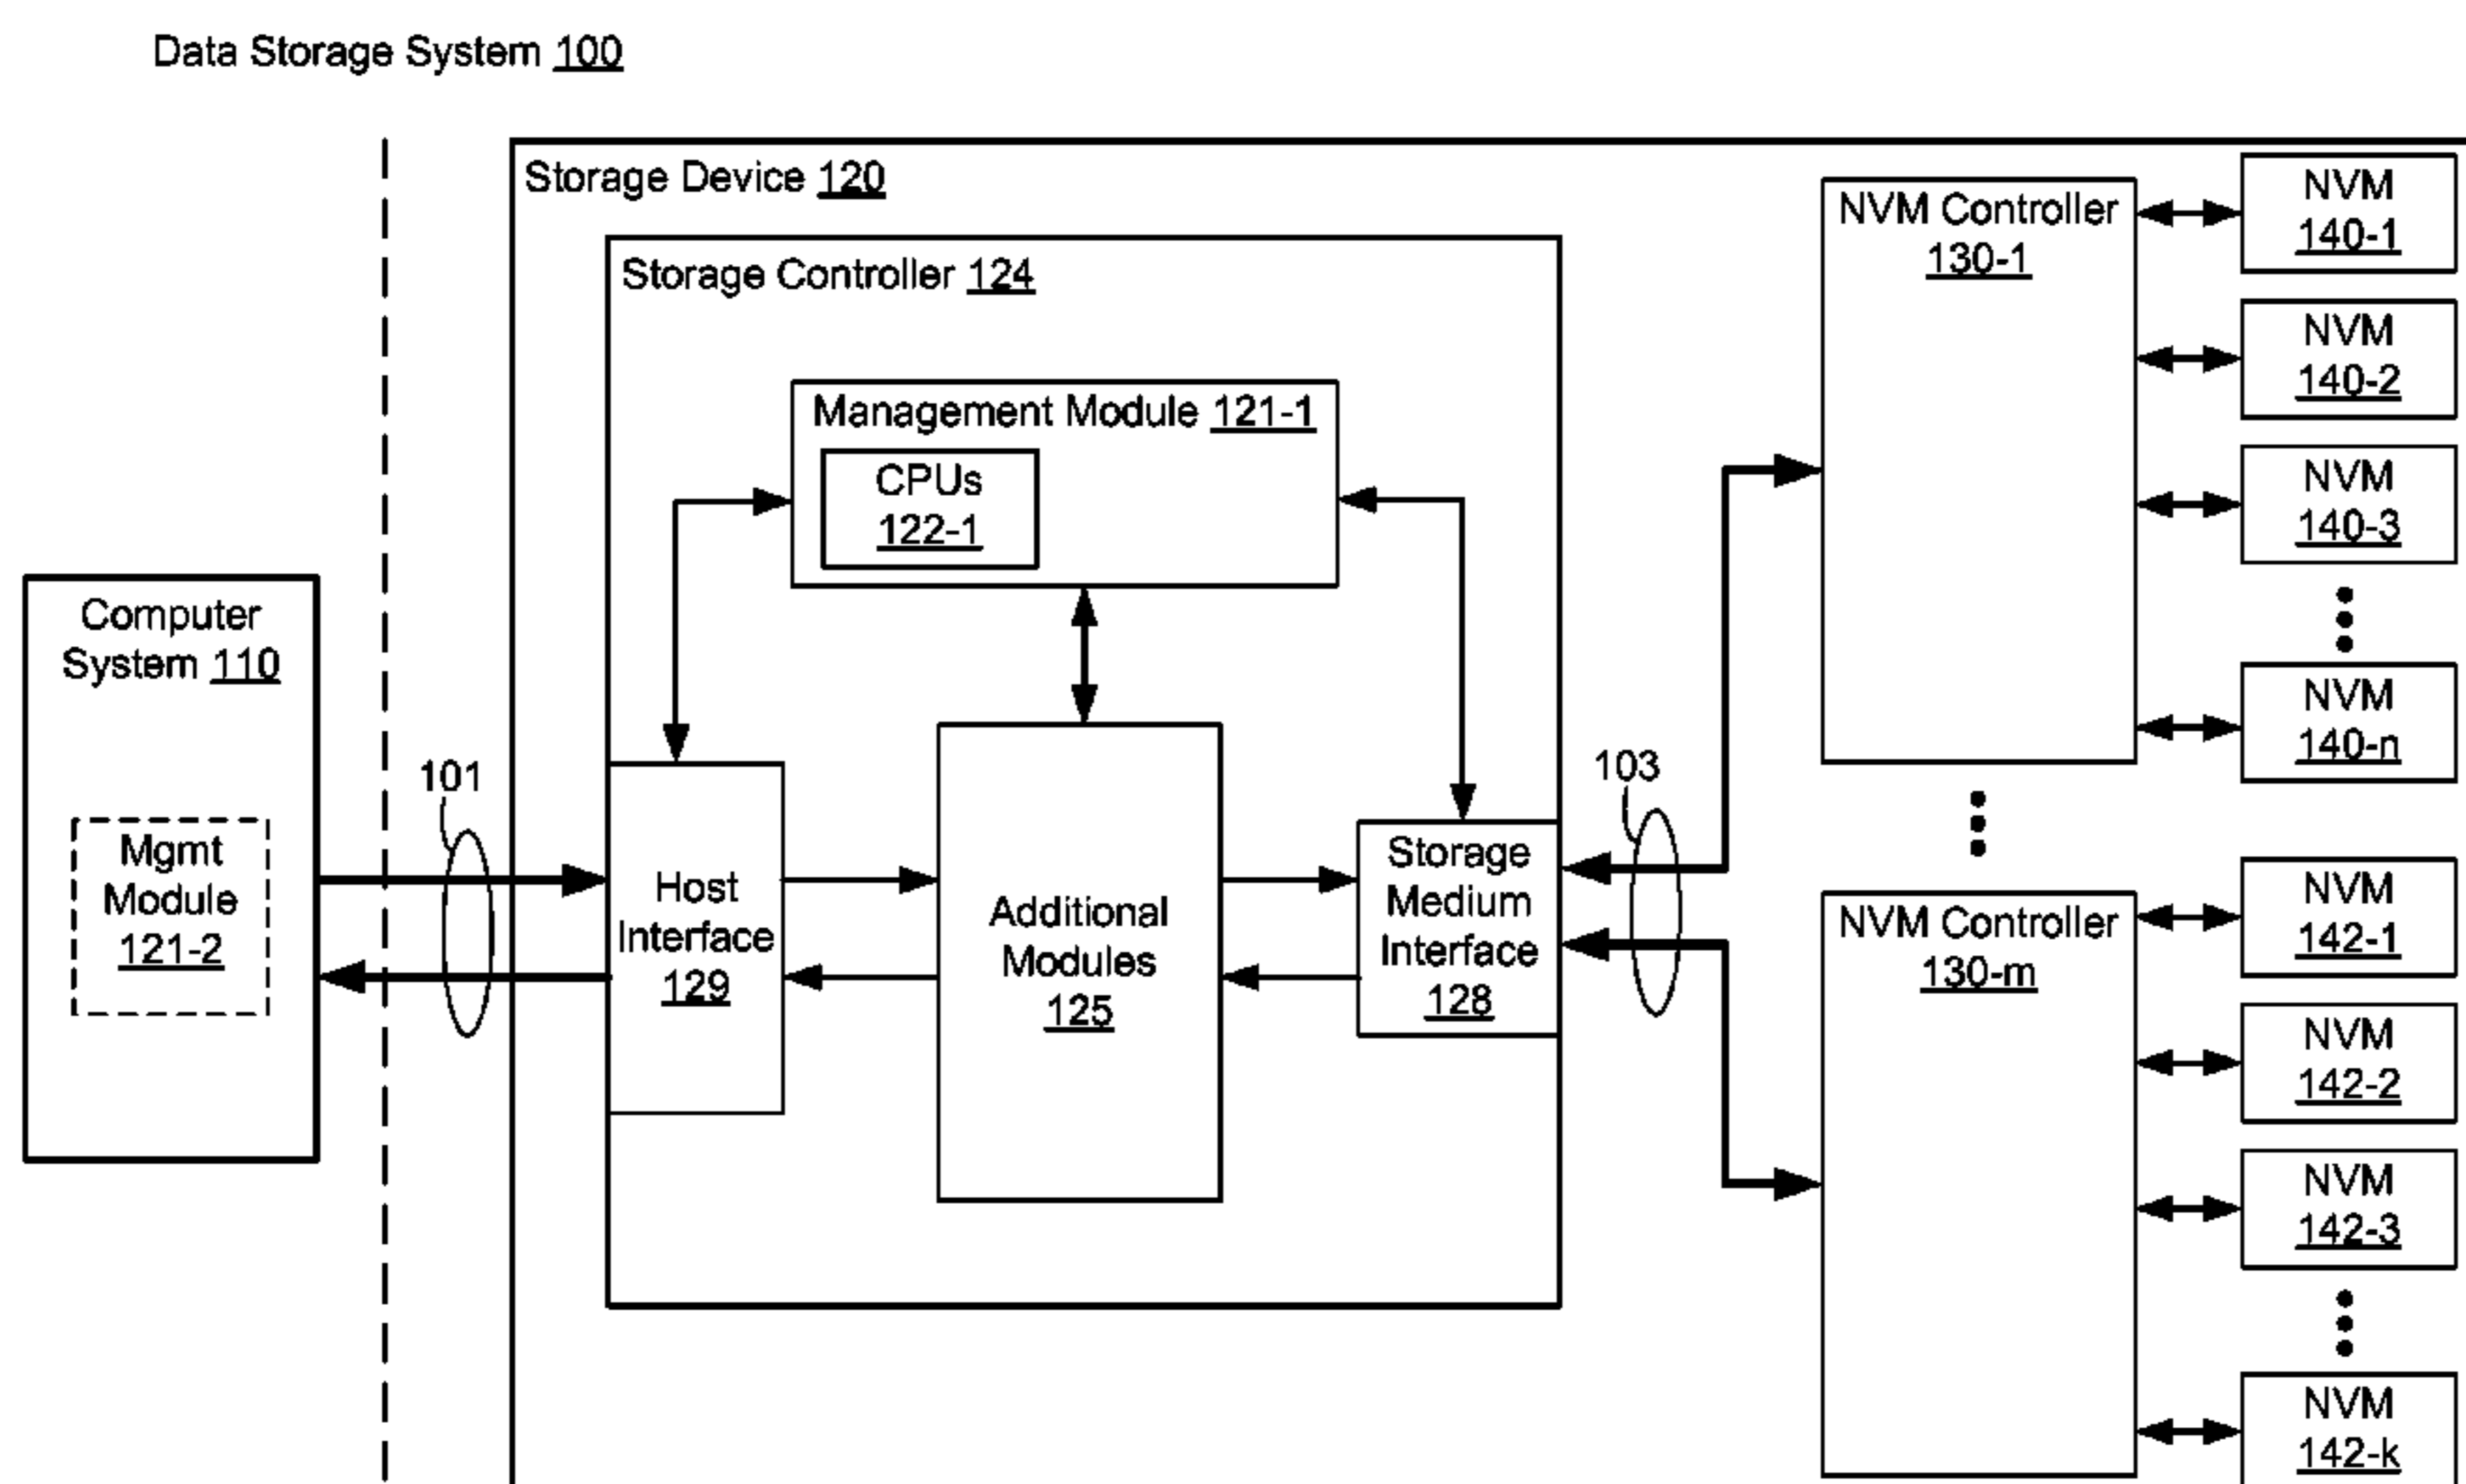 Data Storage System 100
Storage Device 120
Storage Controller 124
Management Module 121-1
CPUs
122-1
Computer
System 110
Mgmt
Module
121-2
101
Host
Interface
129
Additional
Modules
125
Storage
Medium
Interface
128
103
NVM Controller
130-1
NVM
140-1
NVM
140-2
NVM
140-3
NVM
140-n
NVM Controller
130-m
NVM
142-1
NVM
142-2
NVM
142-3
NVM
142-k